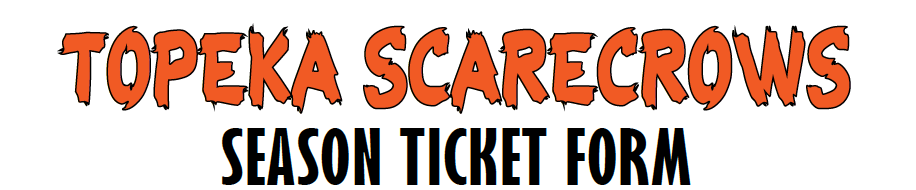 TOPEKA SCARECROWS
SEASON TICKET FORM